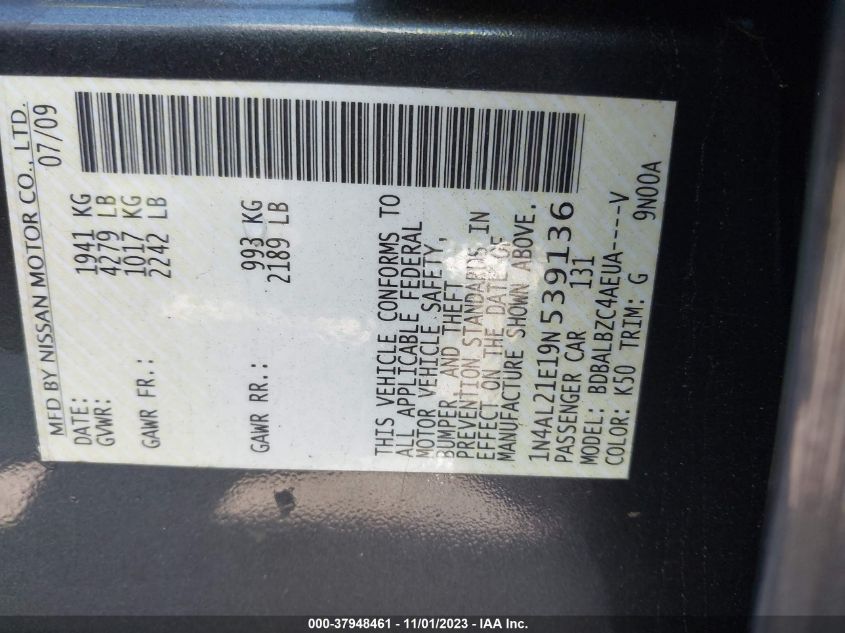 MFD BY NISSAN MOTOR CO., LTD.
DATE: 07/09
GVWR: 1941 KG
4279 LB
GAWR FR.: 1017 KG
2242 LB
GAWR RR.: 993 KG
2189 LB
THIS VEHICLE CONFORMS TO
ALL APPLICABLE FEDERAL
MOTOR VEHICLE SAFETY,
BUMPER, AND THEFT
PREVENTION STANDARDS IN
EFFECT ON THE DATE OF
MANUFACTURE SHOWN ABOVE.
1N4AL21E19N539136
PASSENGER CAR 131
MODEL: BDBALBZC4AEUA----V
COLOR: K50 TRIM: G 9N00A
000-37948461 - 11/01/2023 - IAA Inc.